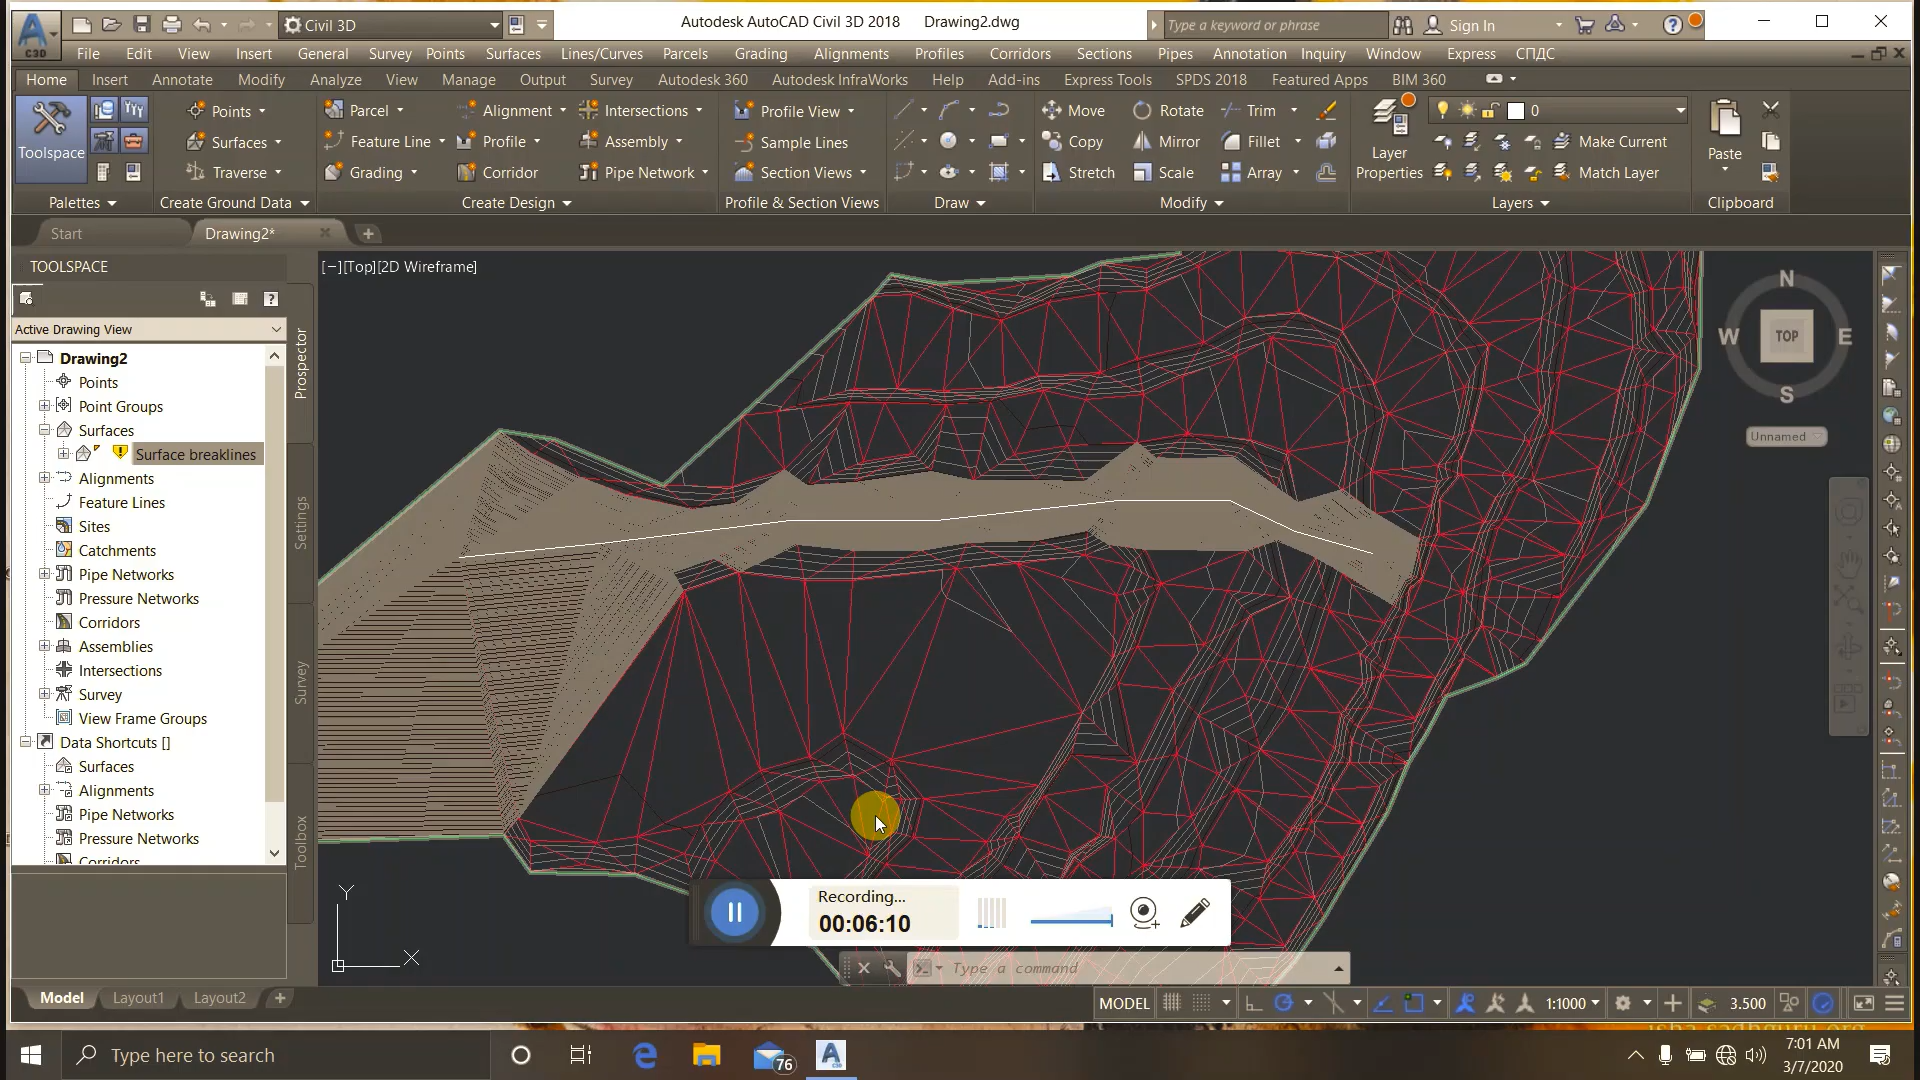 Civil 3D
Autodesk AutoCAD Civil 3D 2018 Drawing2.dwg
Type a keyword or phrase
Sign In
C3D
File Edit View Insert General Survey Points Surfaces Lines/Curves Parcels Grading Alignments Profiles Corridors Sections Pipes Annotation Inquiry Window Express СПДС
Home Insert Annotate Modify Analyze View Manage Output Survey Autodesk 360 Autodesk InfraWorks Help Add-ins Express Tools SPDS 2018 Featured Apps BIM 360
Points Parcel Alignment Intersections Profile View Move Rotate Trim 0
Toolspace Surfaces Feature Line Profile Assembly Sample Lines Copy Mirror Fillet Layer Properties Make Current Paste
Traverse Grading Corridor Pipe Network Section Views Stretch Scale Array Match Layer
Palettes Create Ground Data Create Design Profile & Section Views Draw Modify Layers Clipboard
Start Drawing2*
TOOLSPACE
[−][Top][2D Wireframe]
Active Drawing View
Drawing2
Points
Point Groups
Surfaces
Surface breaklines
Alignments
Feature Lines
Sites
Catchments
Pipe Networks
Pressure Networks
Corridors
Assemblies
Intersections
Survey
View Frame Groups
Data Shortcuts []
Surfaces
Alignments
Pipe Networks
Pressure Networks
Corridors
Prospector
Settings
Survey
Toolbox
N
W TOP E
S
Unnamed
Recording...
00:06:10
Y
X
Type a command
Model Layout1 Layout2
MODEL 1:1000 3.500
isha.sadhguru.org
Type here to search
76
7:01 AM
3/7/2020